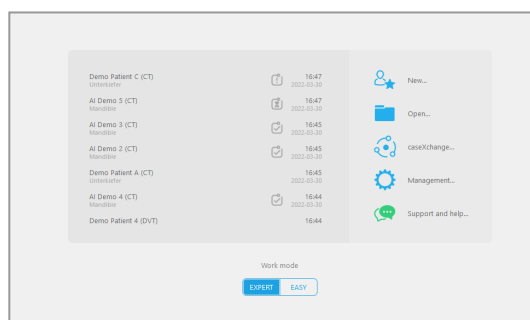 Demo Patient C (CT) 16:47
Unterkiefer 2022-03-30
AI Demo 5 (CT) 16:47
Mandible 2022-03-30
AI Demo 3 (CT) 16:45
Mandible 2022-03-30
AI Demo 2 (CT) 16:45
Mandible 2022-03-30
Demo Patient A (CT) 16:45
Unterkiefer 2022-03-30
AI Demo 4 (CT) 16:44
Mandible 2022-03-30
Demo Patient 4 (DVT) 16:44
New...
Open...
caseXchange...
Management...
Support and help...
Work mode
EXPERT EASY